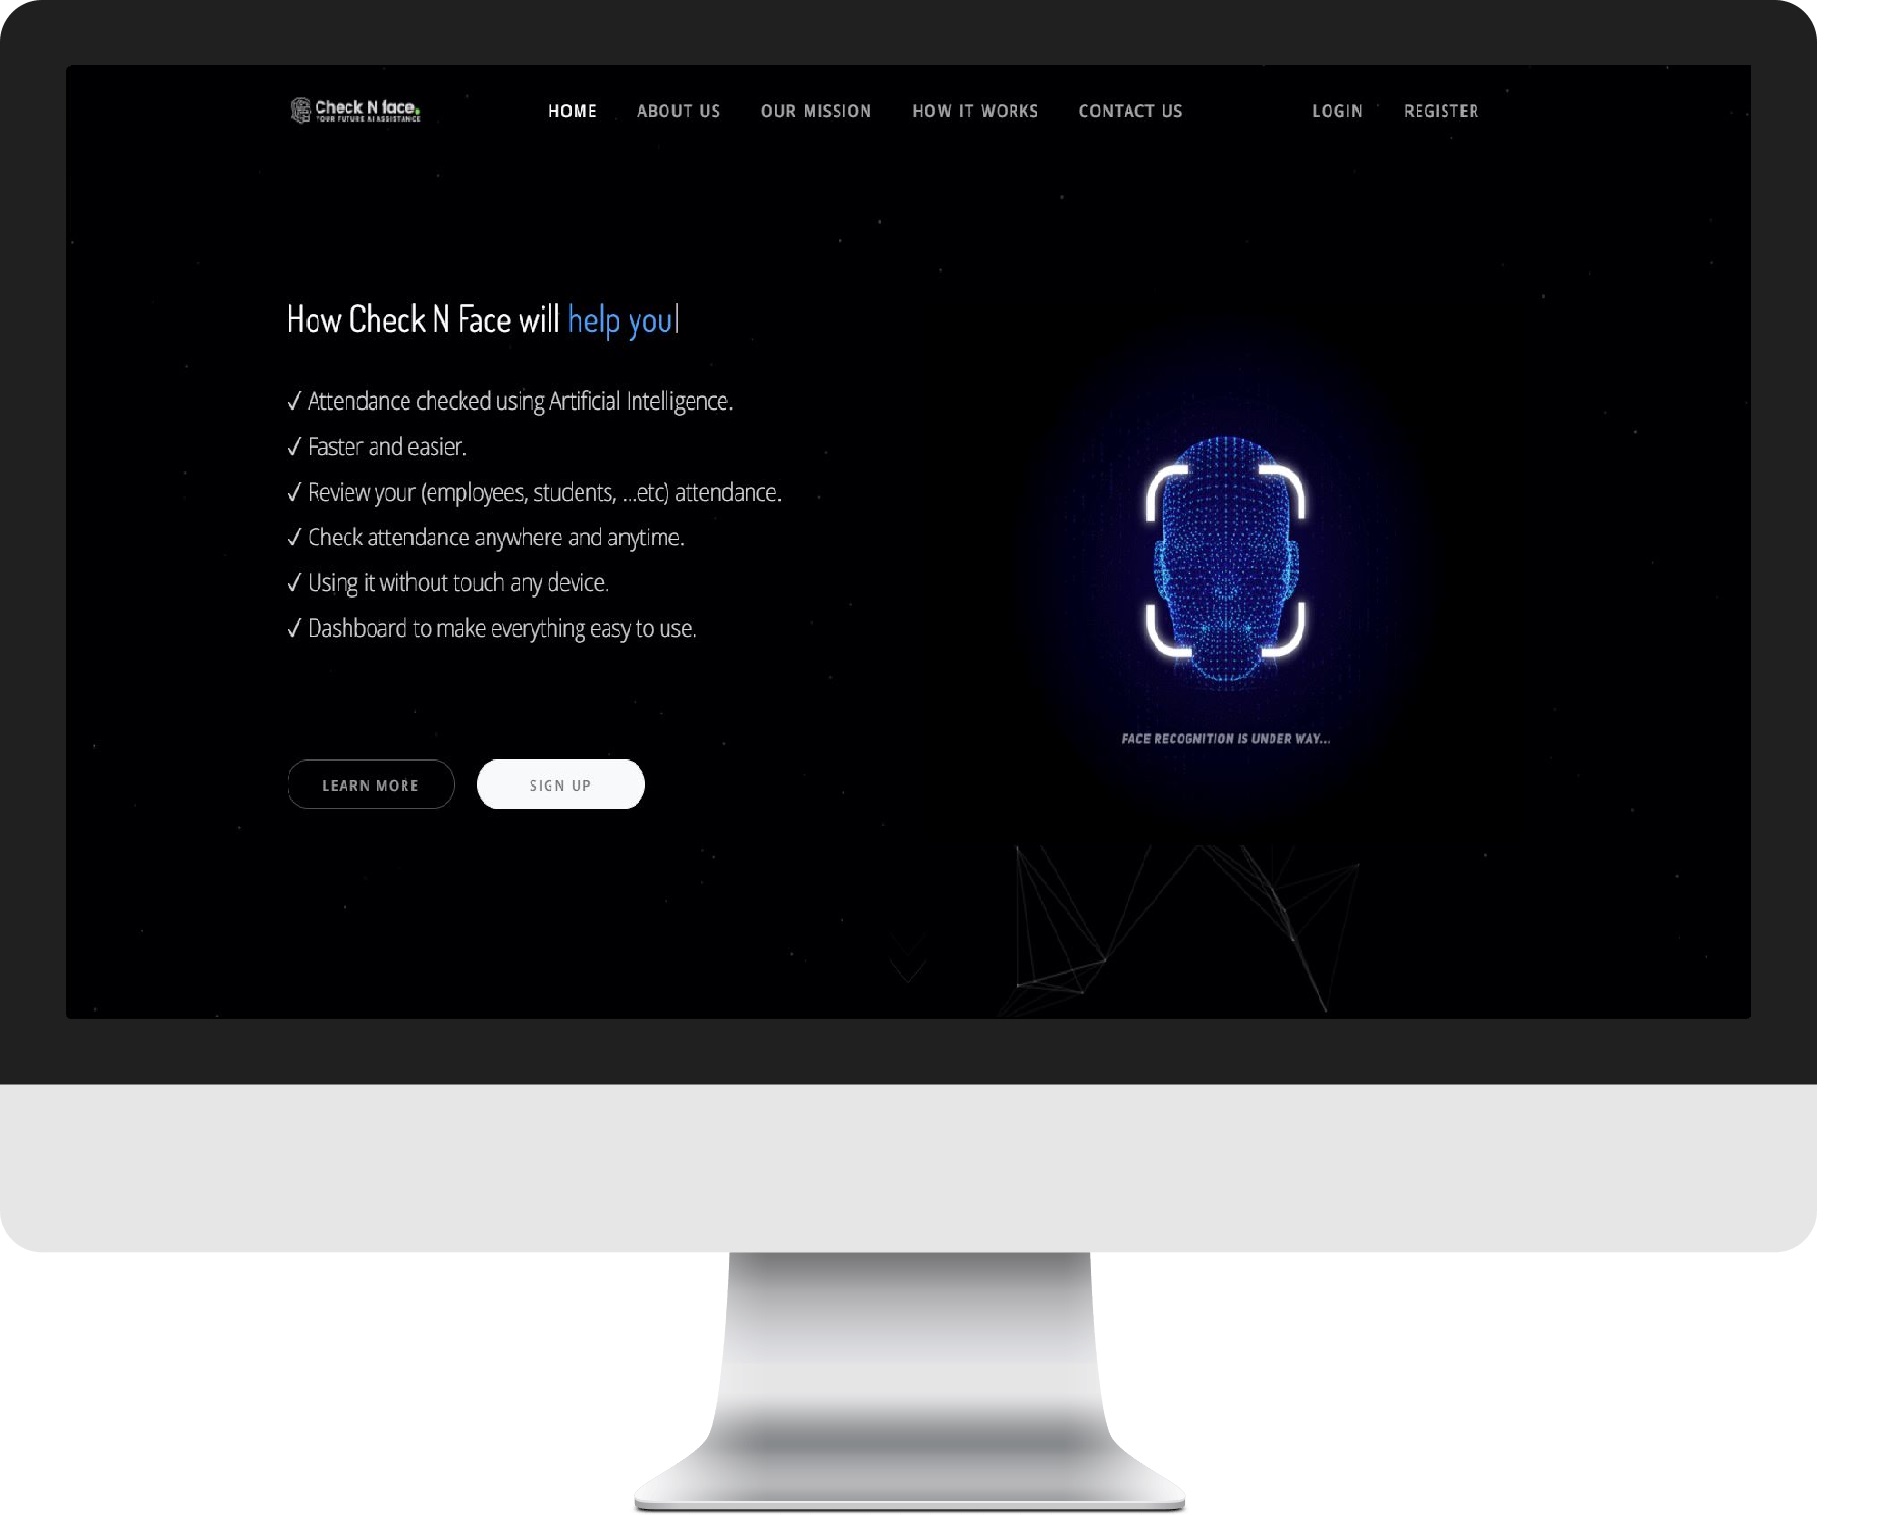 Check N face.
YOUR FUTURE AI ASSISTANCE
HOME ABOUT US OUR MISSION HOW IT WORKS CONTACT US LOGIN REGISTER
How Check N Face will help you|
✓ Attendance checked using Artificial Intelligence.
✓ Faster and easier.
✓ Review your (employees, students, ...etc) attendance.
✓ Check attendance anywhere and anytime.
✓ Using it without touch any device.
✓ Dashboard to make everything easy to use.
FACE RECOGNITION IS UNDER WAY...
LEARN MORE SIGN UP